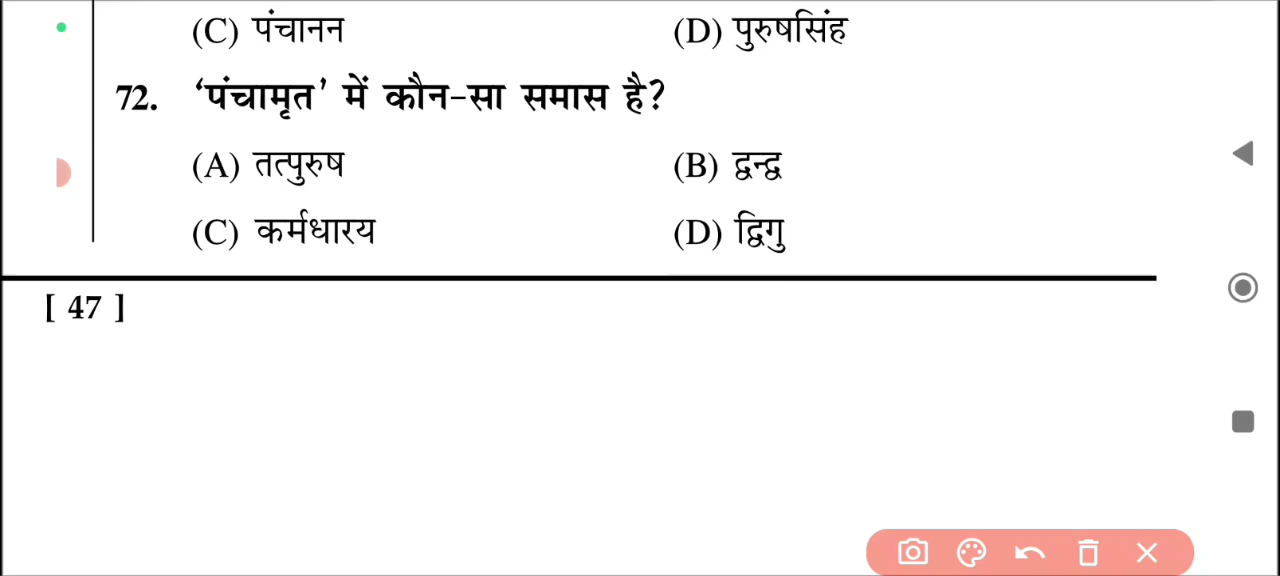 (C) पंचानन (D) पुरुषसिंह
72. ‘पंचामृत’ में कौन-सा समास है?
(A) तत्पुरुष (B) द्वन्द्व
(C) कर्मधारय (D) द्विगु
[ 47 ]